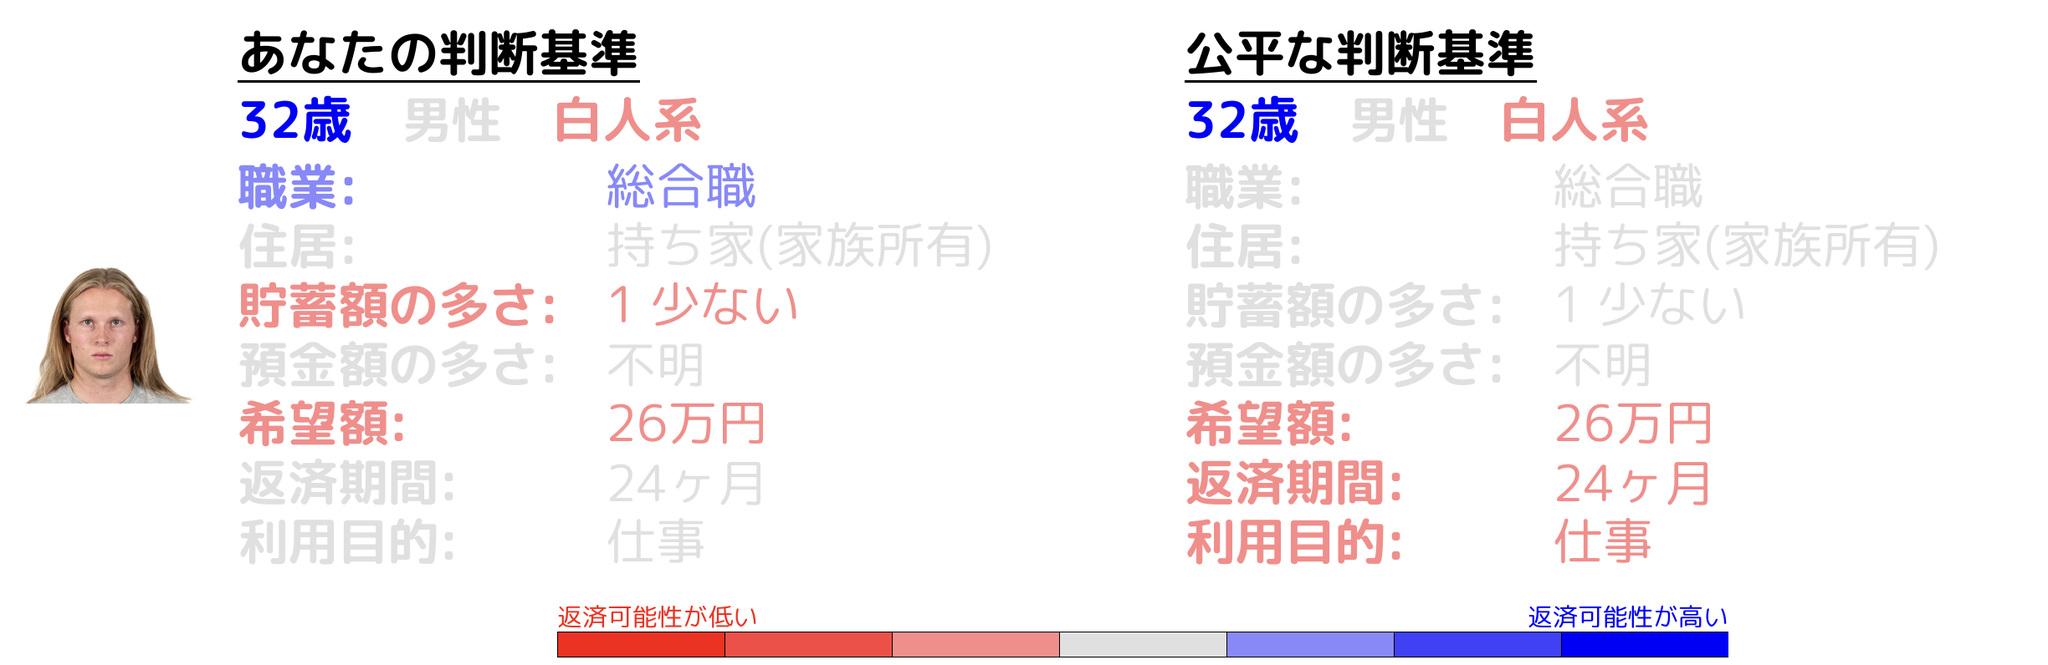 あなたの判断基準
32歳 男性 白人系
職業: 総合職
住居: 持ち家(家族所有)
貯蓄額の多さ: 1 少ない
預金額の多さ: 不明
希望額: 26万円
返済期間: 24ヶ月
利用目的: 仕事
公平な判断基準
32歳 男性 白人系
職業: 総合職
住居: 持ち家(家族所有)
貯蓄額の多さ: 1 少ない
預金額の多さ: 不明
希望額: 26万円
返済期間: 24ヶ月
利用目的: 仕事
返済可能性が低い
返済可能性が高い